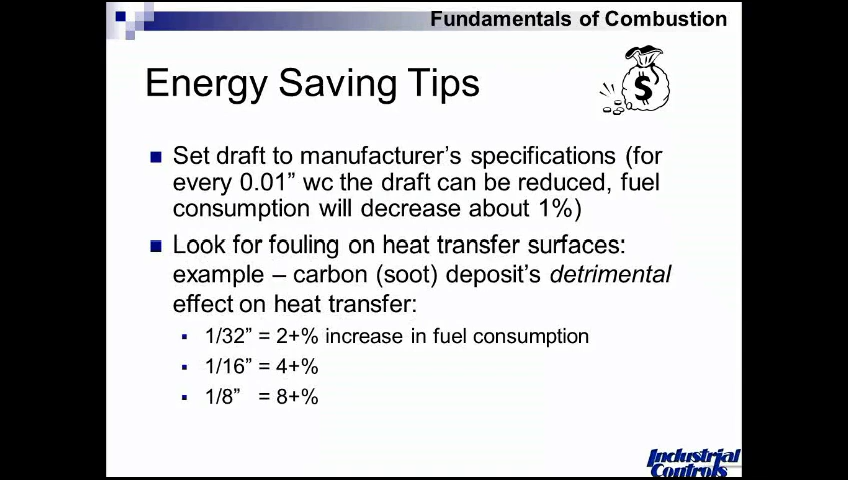 Fundamentals of Combustion
Energy Saving Tips
$
Set draft to manufacturer’s specifications (for
every 0.01” wc the draft can be reduced, fuel
consumption will decrease about 1%)
Look for fouling on heat transfer surfaces:
example – carbon (soot) deposit’s detrimental
effect on heat transfer:
1/32” = 2+% increase in fuel consumption
1/16” = 4+%
1/8” = 8+%
Industrial
Controls